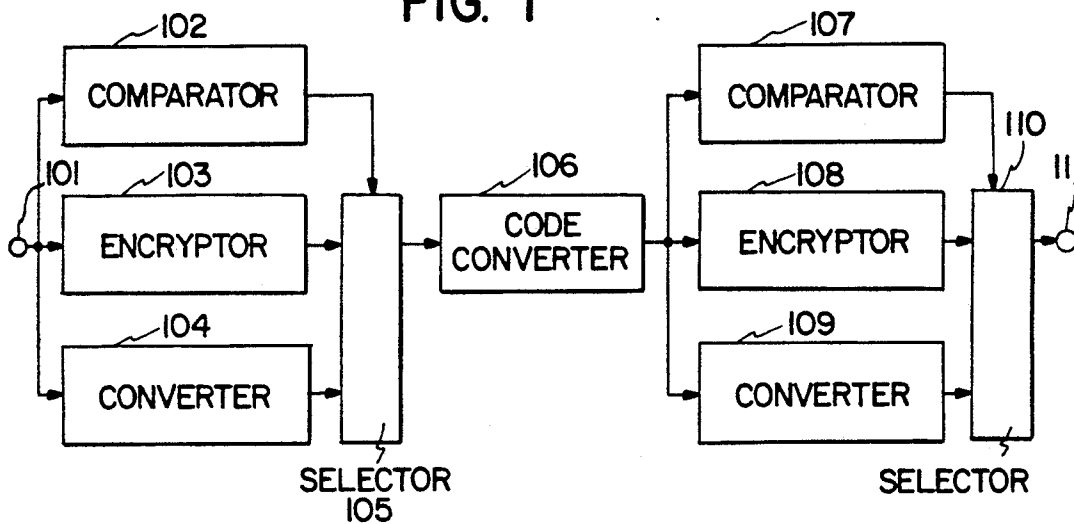 FIG. 1
102
COMPARATOR
101
103
ENCRYPTOR
104
CONVERTER
SELECTOR
105
106
CODE
CONVERTER
107
COMPARATOR
108
ENCRYPTOR
109
CONVERTER
110
SELECTOR
11